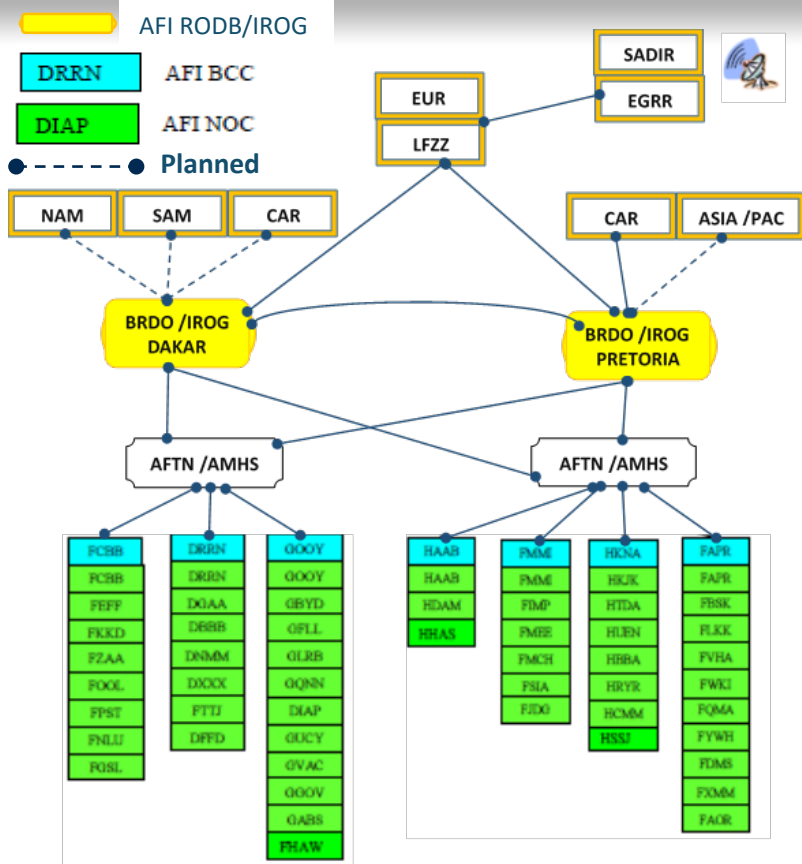 AFI RODB/IROG
DRRN AFI BCC
DIAP AFI NOC
Planned
SADIR
EGRR
EUR
LFZZ
NAM SAM CAR
CAR ASIA /PAC
BRDO /IROG
DAKAR
BRDO /IROG
PRETORIA
AFTN /AMHS
AFTN /AMHS
FCBB
FCBB
FEFF
FKKD
FZAA
FOOL
FPST
FNLU
FGSL
DRRN
DRRN
DGAA
DBBB
DNMM
DXXX
FTTJ
DFFD
GOOY
GOOY
GBYD
GFLL
GLRB
GQNN
DIAP
GUCY
GVAC
GGOV
GABS
FHAW
HAAB
HAAB
HDAM
HHAS
FMMI
FMMI
FIMP
FMEE
FMCH
FSIA
FJDG
HKNA
HKJK
HTDA
HUEN
HBBA
HRYR
HCMM
HSSJ
FAPR
FAPR
FBSK
FLKK
FVHA
FWKI
FQMA
FYWH
FDMS
FXMM
FAOR